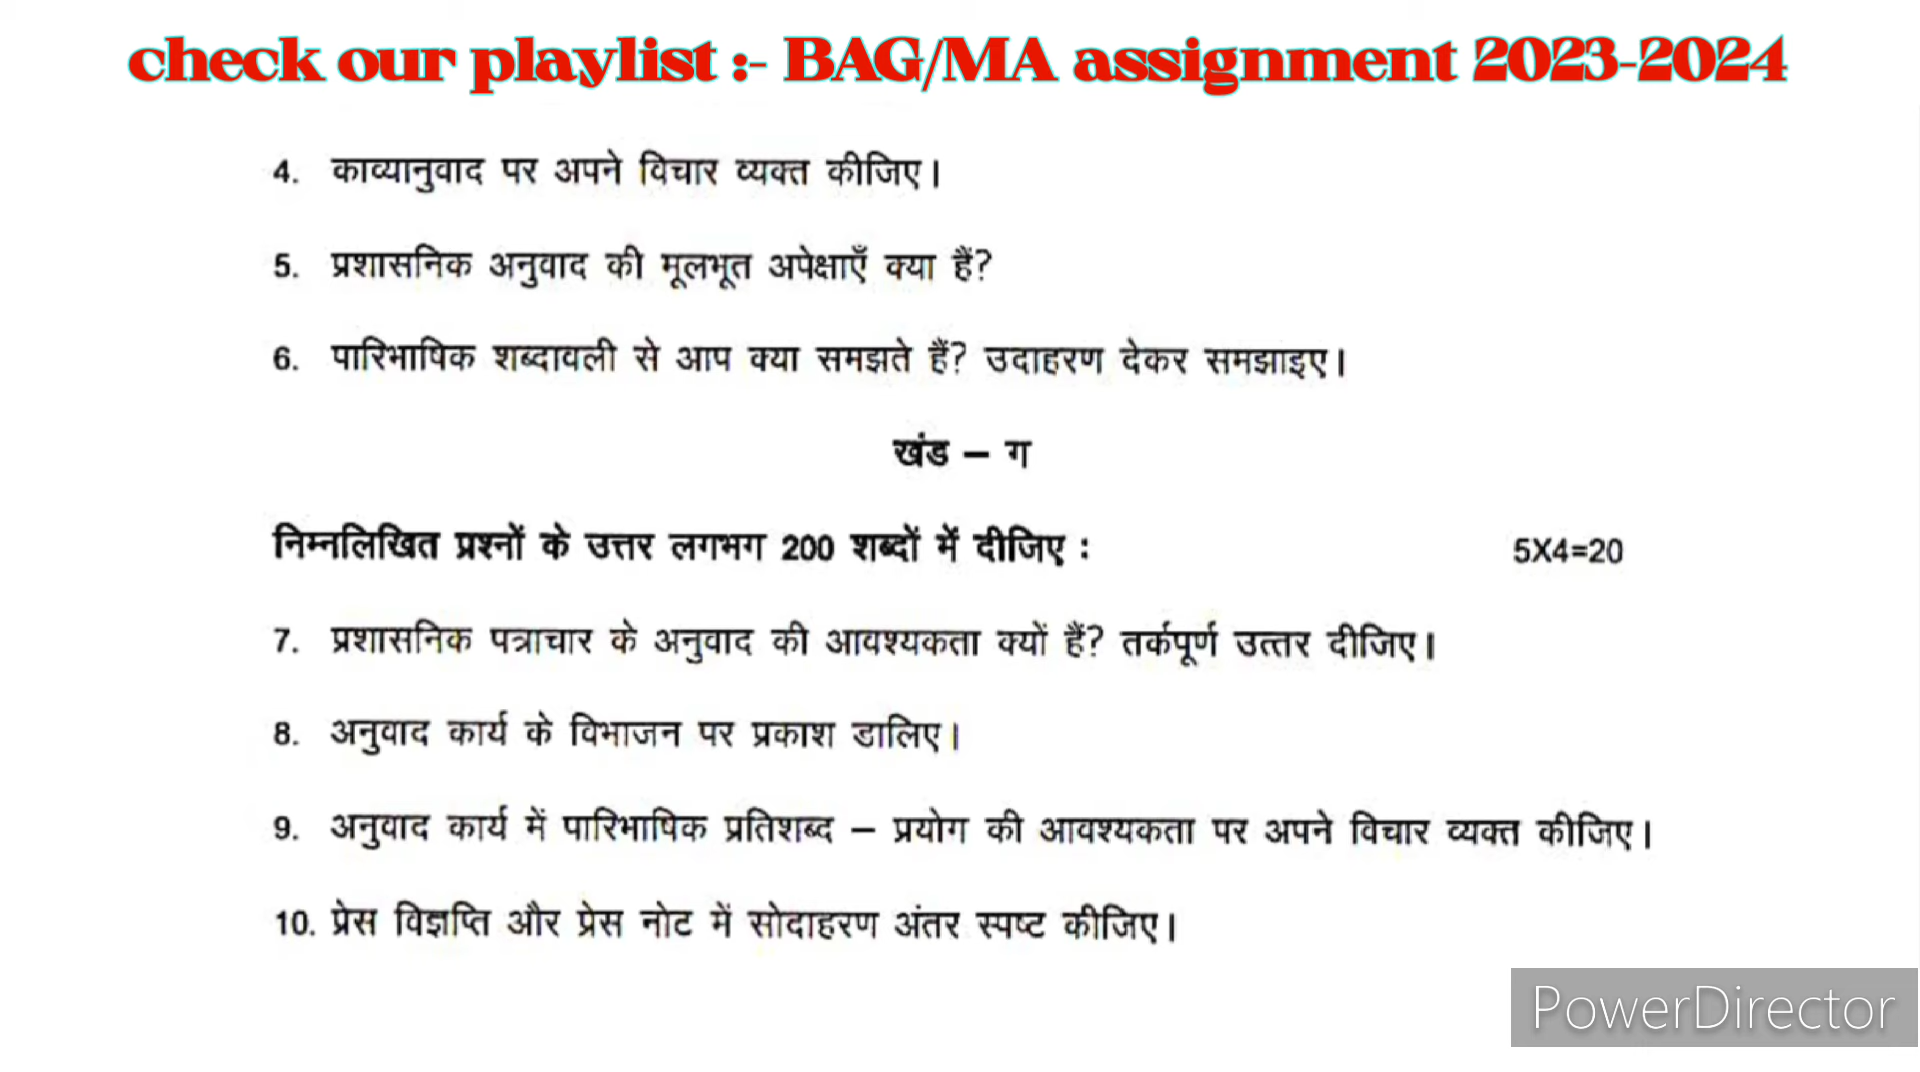 check our playlist :- BAG/MA assignment 2023-2024
4. काव्यानुवाद पर अपने विचार व्यक्त कीजिए।
5. प्रशासनिक अनुवाद की मूलभूत अपेक्षाएँ क्या हैं?
6. पारिभाषिक शब्दावली से आप क्या समझते हैं? उदाहरण देकर समझाइए।
खंड – ग
निम्नलिखित प्रश्नों के उत्तर लगभग 200 शब्दों में दीजिए : 5X4=20
7. प्रशासनिक पत्राचार के अनुवाद की आवश्यकता क्यों हैं? तर्कपूर्ण उत्तर दीजिए।
8. अनुवाद कार्य के विभाजन पर प्रकाश डालिए।
9. अनुवाद कार्य में पारिभाषिक प्रतिशब्द – प्रयोग की आवश्यकता पर अपने विचार व्यक्त कीजिए।
10. प्रेस विज्ञप्ति और प्रेस नोट में सोदाहरण अंतर स्पष्ट कीजिए।
PowerDirector